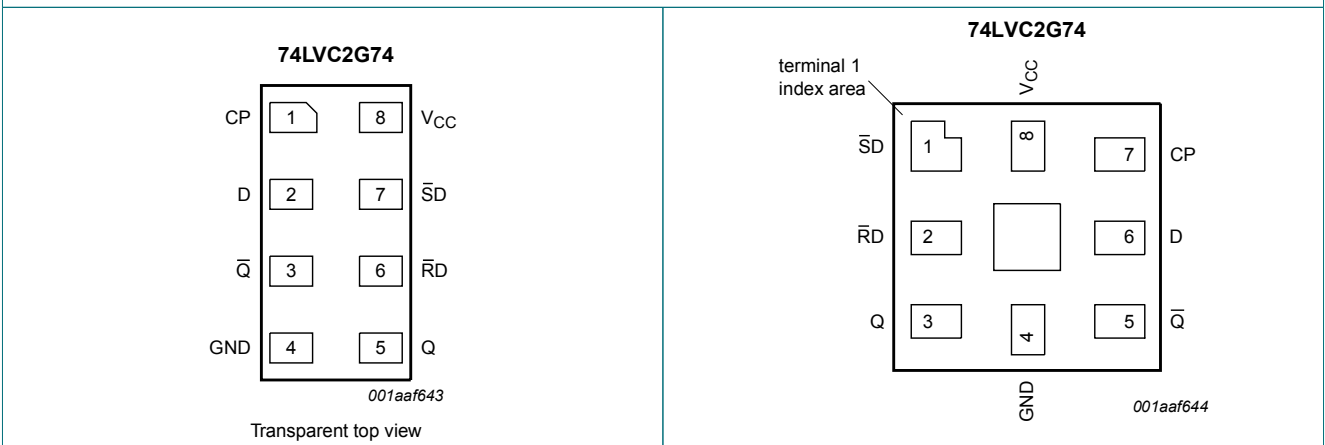 74LVC2G74
CP 1 8 VCC
D 2 7 S̅D
Q̅ 3 6 R̅D
GND 4 5 Q
001aaf643
Transparent top view
74LVC2G74
terminal 1
index area
VCC
S̅D 1 8 7 CP
R̅D 2 6 D
Q 3 4 5 Q̅
GND
001aaf644